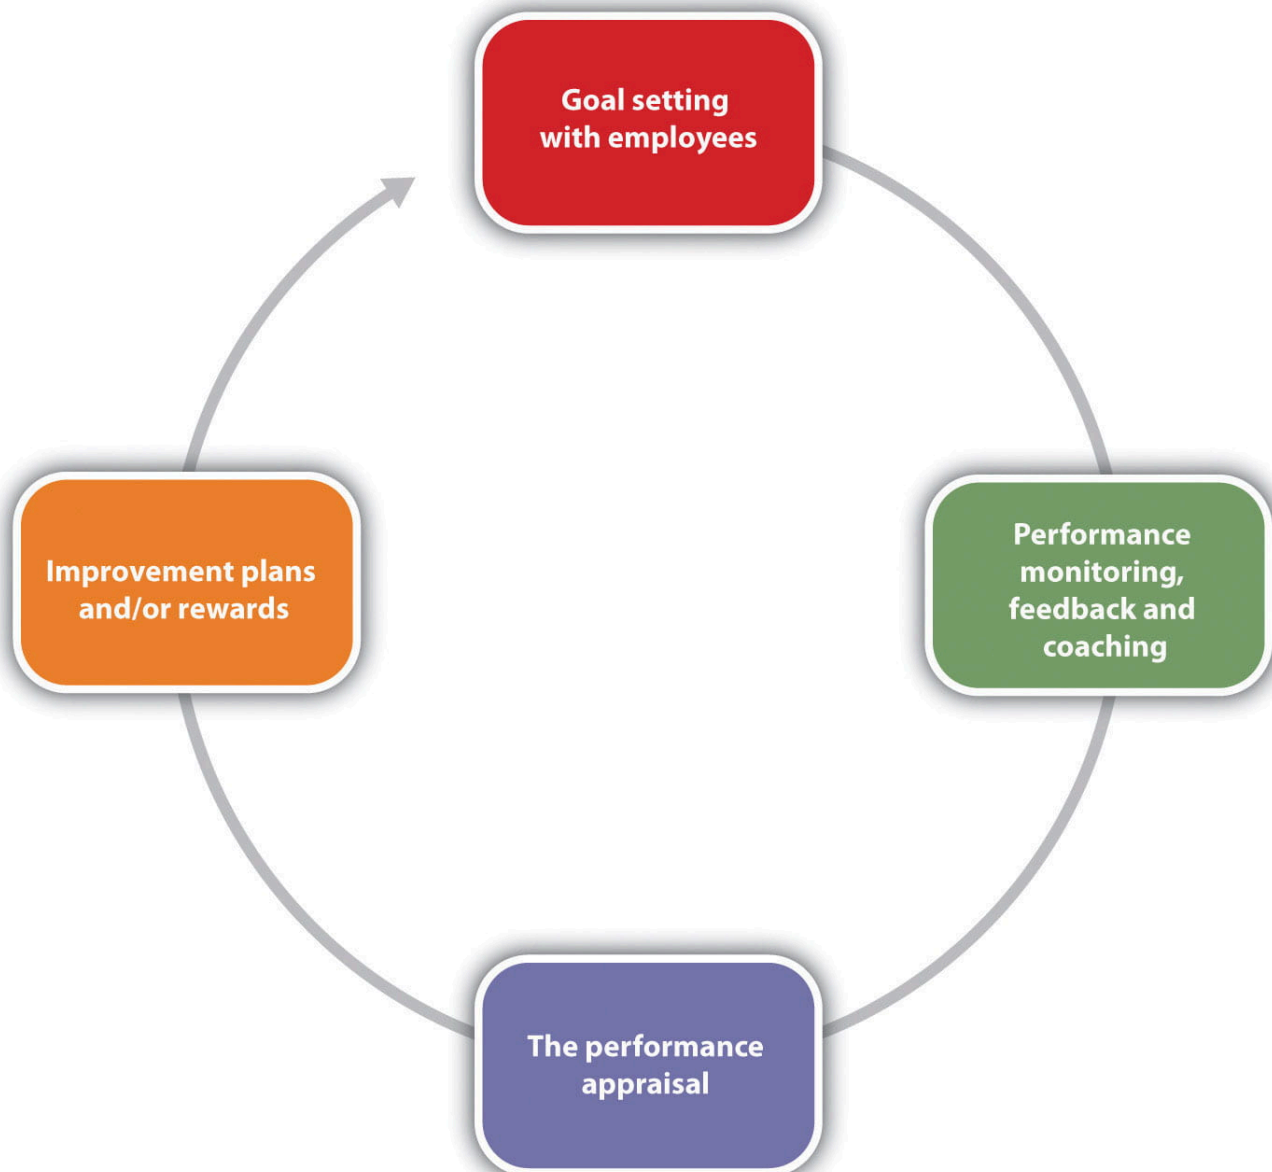 Goal setting
with employees
Performance
monitoring,
feedback and
coaching
The performance
appraisal
Improvement plans
and/or rewards